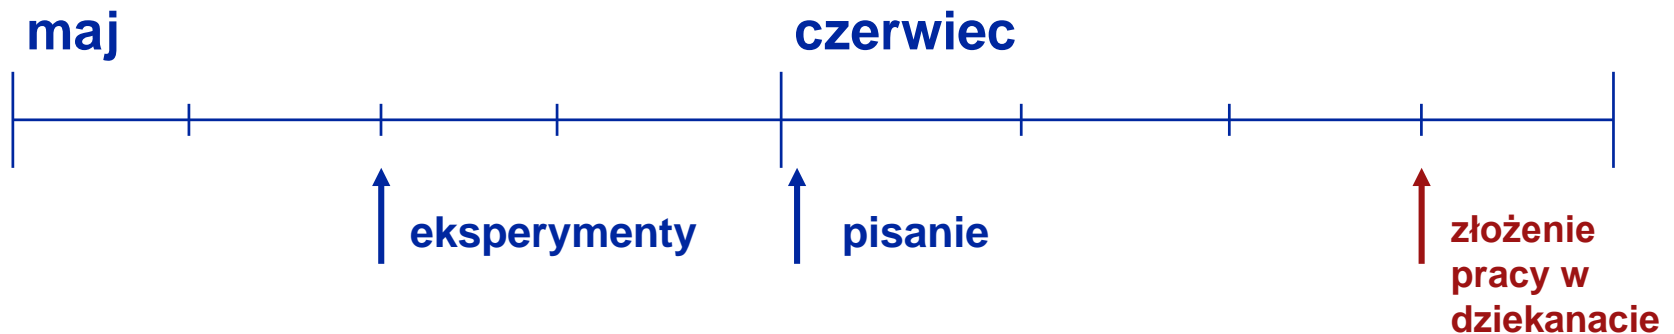 maj
czerwiec
eksperymenty
pisanie
złożenie
pracy w
dziekanacie